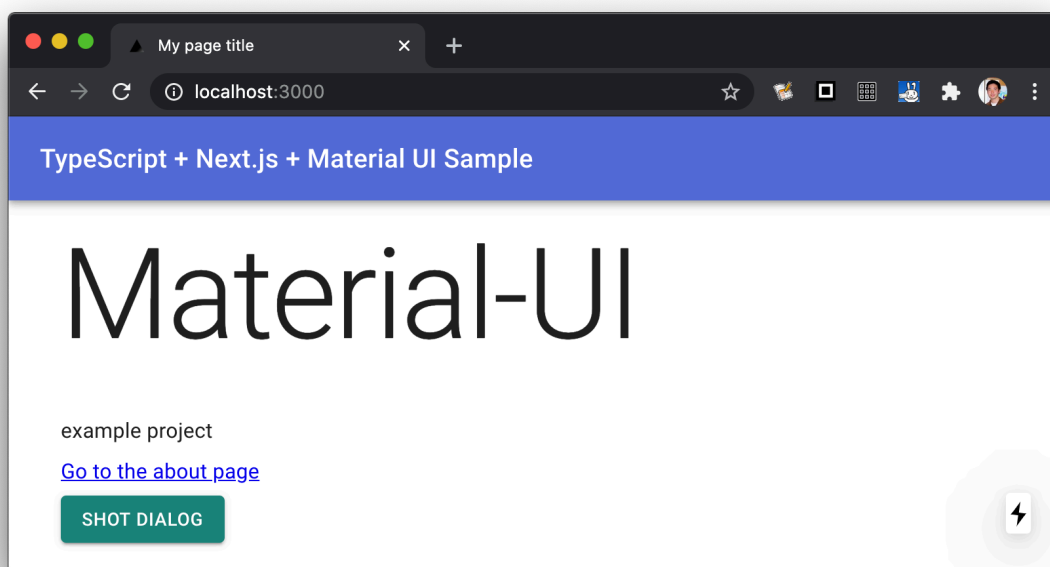 My page title
localhost:3000
TypeScript + Next.js + Material UI Sample
Material-UI
example project
Go to the about page
SHOT DIALOG